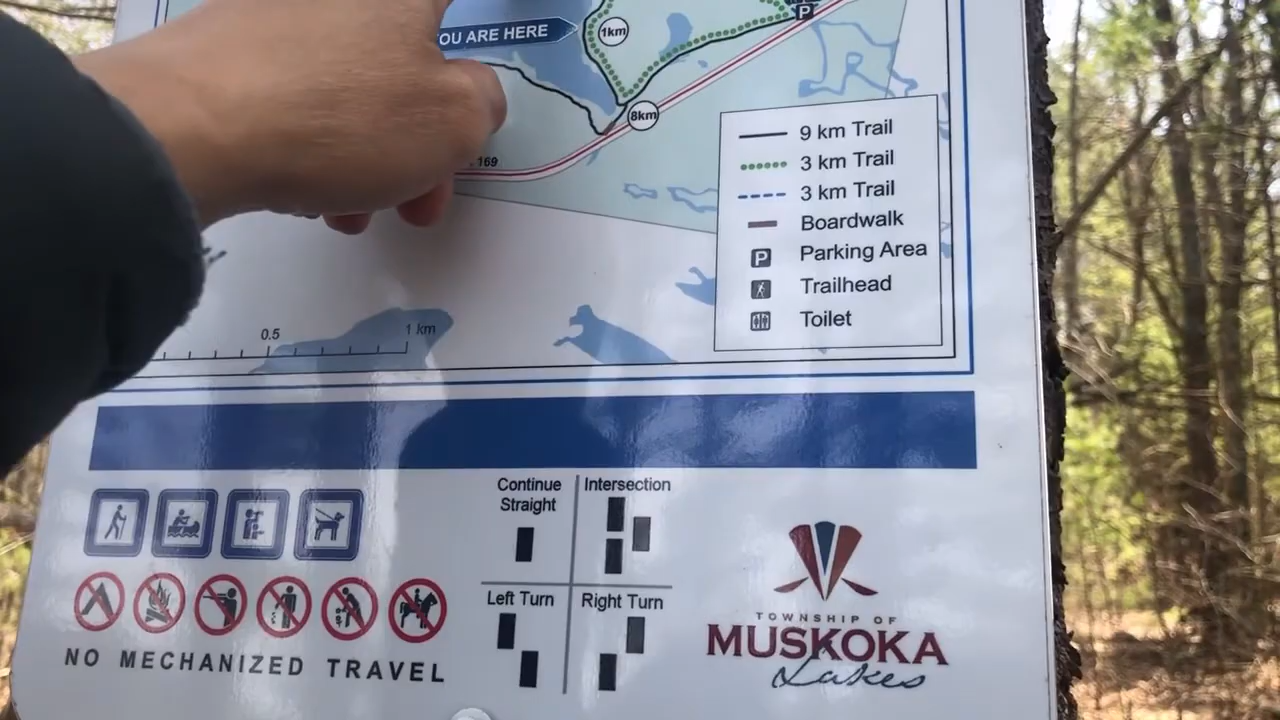 OU ARE HERE
1km
P
8km
169
9 km Trail
3 km Trail
3 km Trail
Boardwalk
P Parking Area
Trailhead
Toilet
0.5 1 km
Continue
Straight
Intersection
Left Turn
Right Turn
NO MECHANIZED TRAVEL
TOWNSHIP OF
MUSKOKA
Lakes